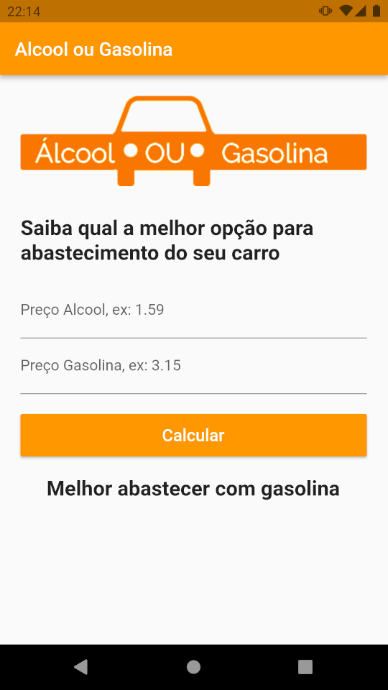 22:14
Alcool ou Gasolina
Álcool OU Gasolina
Saiba qual a melhor opção para
abastecimento do seu carro
Preço Alcool, ex: 1.59
Preço Gasolina, ex: 3.15
Calcular
Melhor abastecer com gasolina